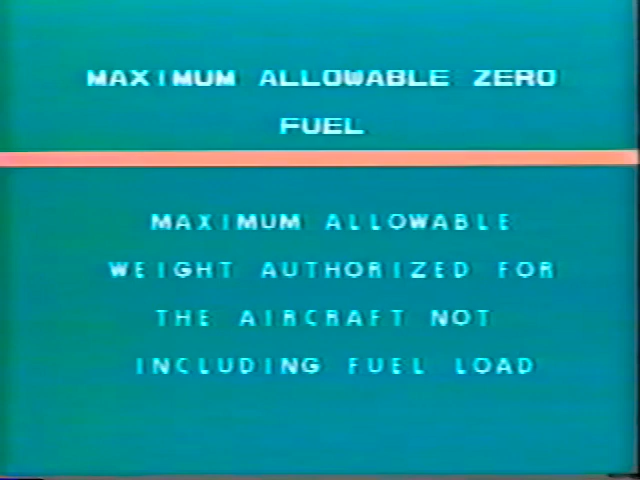 MAXIMUM ALLOWABLE ZERO
FUEL
MAXIMUM ALLOWABLE
WEIGHT AUTHORIZED FOR
THE AIRCRAFT NOT
INCLUDING FUEL LOAD